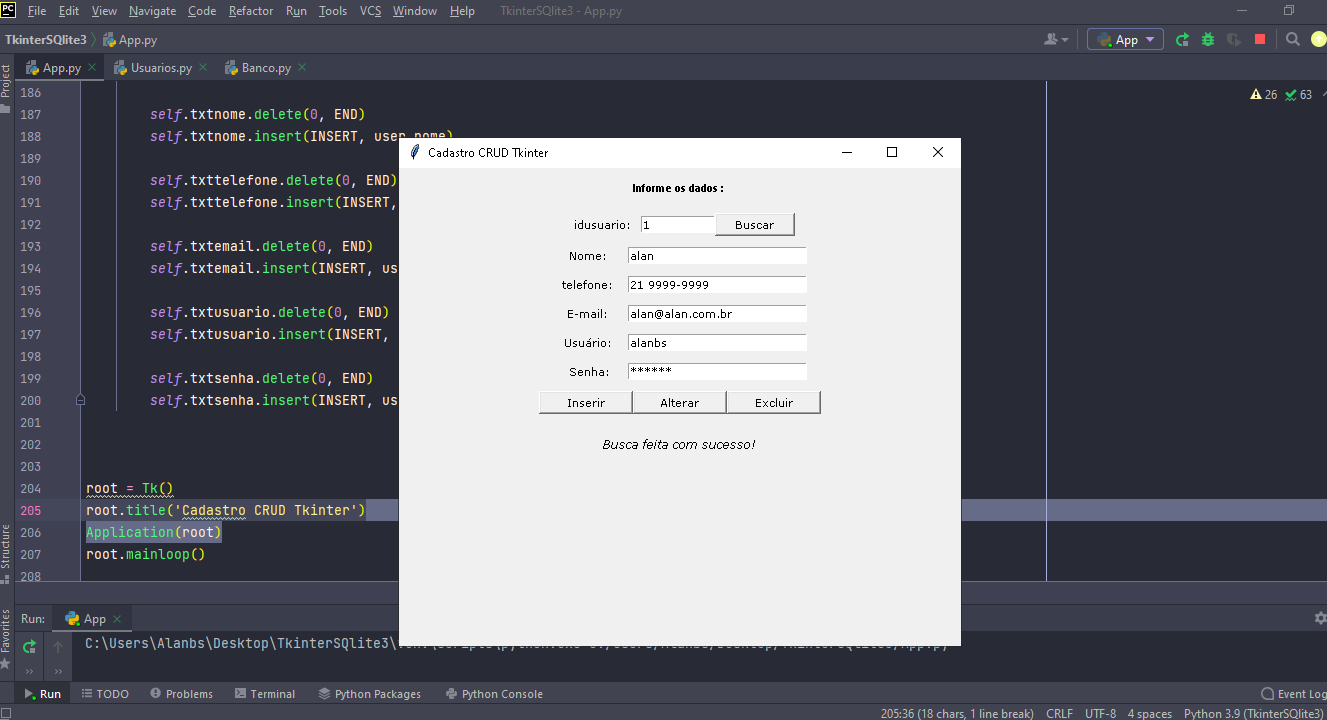 PC File Edit View Navigate Code Refactor Run Tools VCS Window Help TkinterSQlite3 - App.py
TkinterSQlite3 App.py App
App.py Usuarios.py Banco.py
Project
26 63
186
187 self.txtnome.delete(0, END)
188 self.txtnome.insert(INSERT, user.nome)
189
190 self.txttelefone.delete(0, END)
191 self.txttelefone.insert(INSERT,
192
193 self.txtemail.delete(0, END)
194 self.txtemail.insert(INSERT, us
195
196 self.txtusuario.delete(0, END)
197 self.txtusuario.insert(INSERT,
198
199 self.txtsenha.delete(0, END)
200 self.txtsenha.insert(INSERT, us
201
202
203
204 root = Tk()
205 root.title('Cadastro CRUD Tkinter')
206 Application(root)
207 root.mainloop()
208
Cadastro CRUD Tkinter
Informe os dados :
idusuario: 1 Buscar
Nome: alan
telefone: 21 9999-9999
E-mail: alan@alan.com.br
Usuário: alanbs
Senha: ******
Inserir Alterar Excluir
Busca feita com sucesso!
Structure
Favorites
Run: App
C:\Users\Alanbs\Desktop\TkinterSQlite3\
Run TODO Problems Terminal Python Packages Python Console Event Log
205:36 (18 chars, 1 line break) CRLF UTF-8 4 spaces Python 3.9 (TkinterSQlite3)